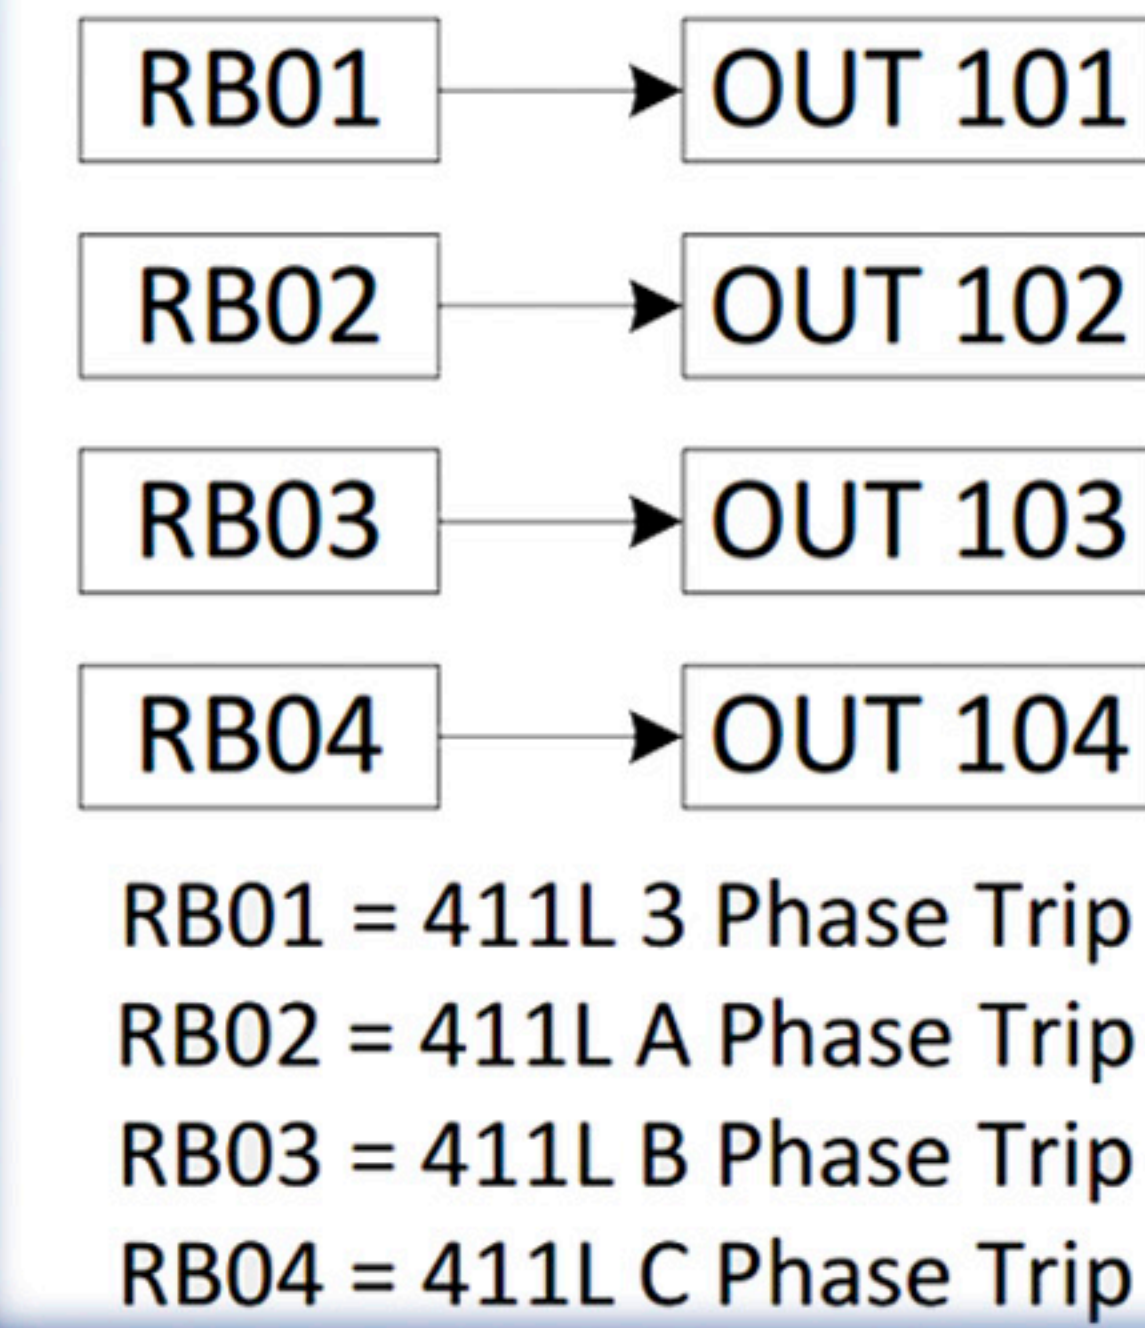 RB01 OUT 101
RB02 OUT 102
RB03 OUT 103
RB04 OUT 104
RB01 = 411L 3 Phase Trip
RB02 = 411L A Phase Trip
RB03 = 411L B Phase Trip
RB04 = 411L C Phase Trip